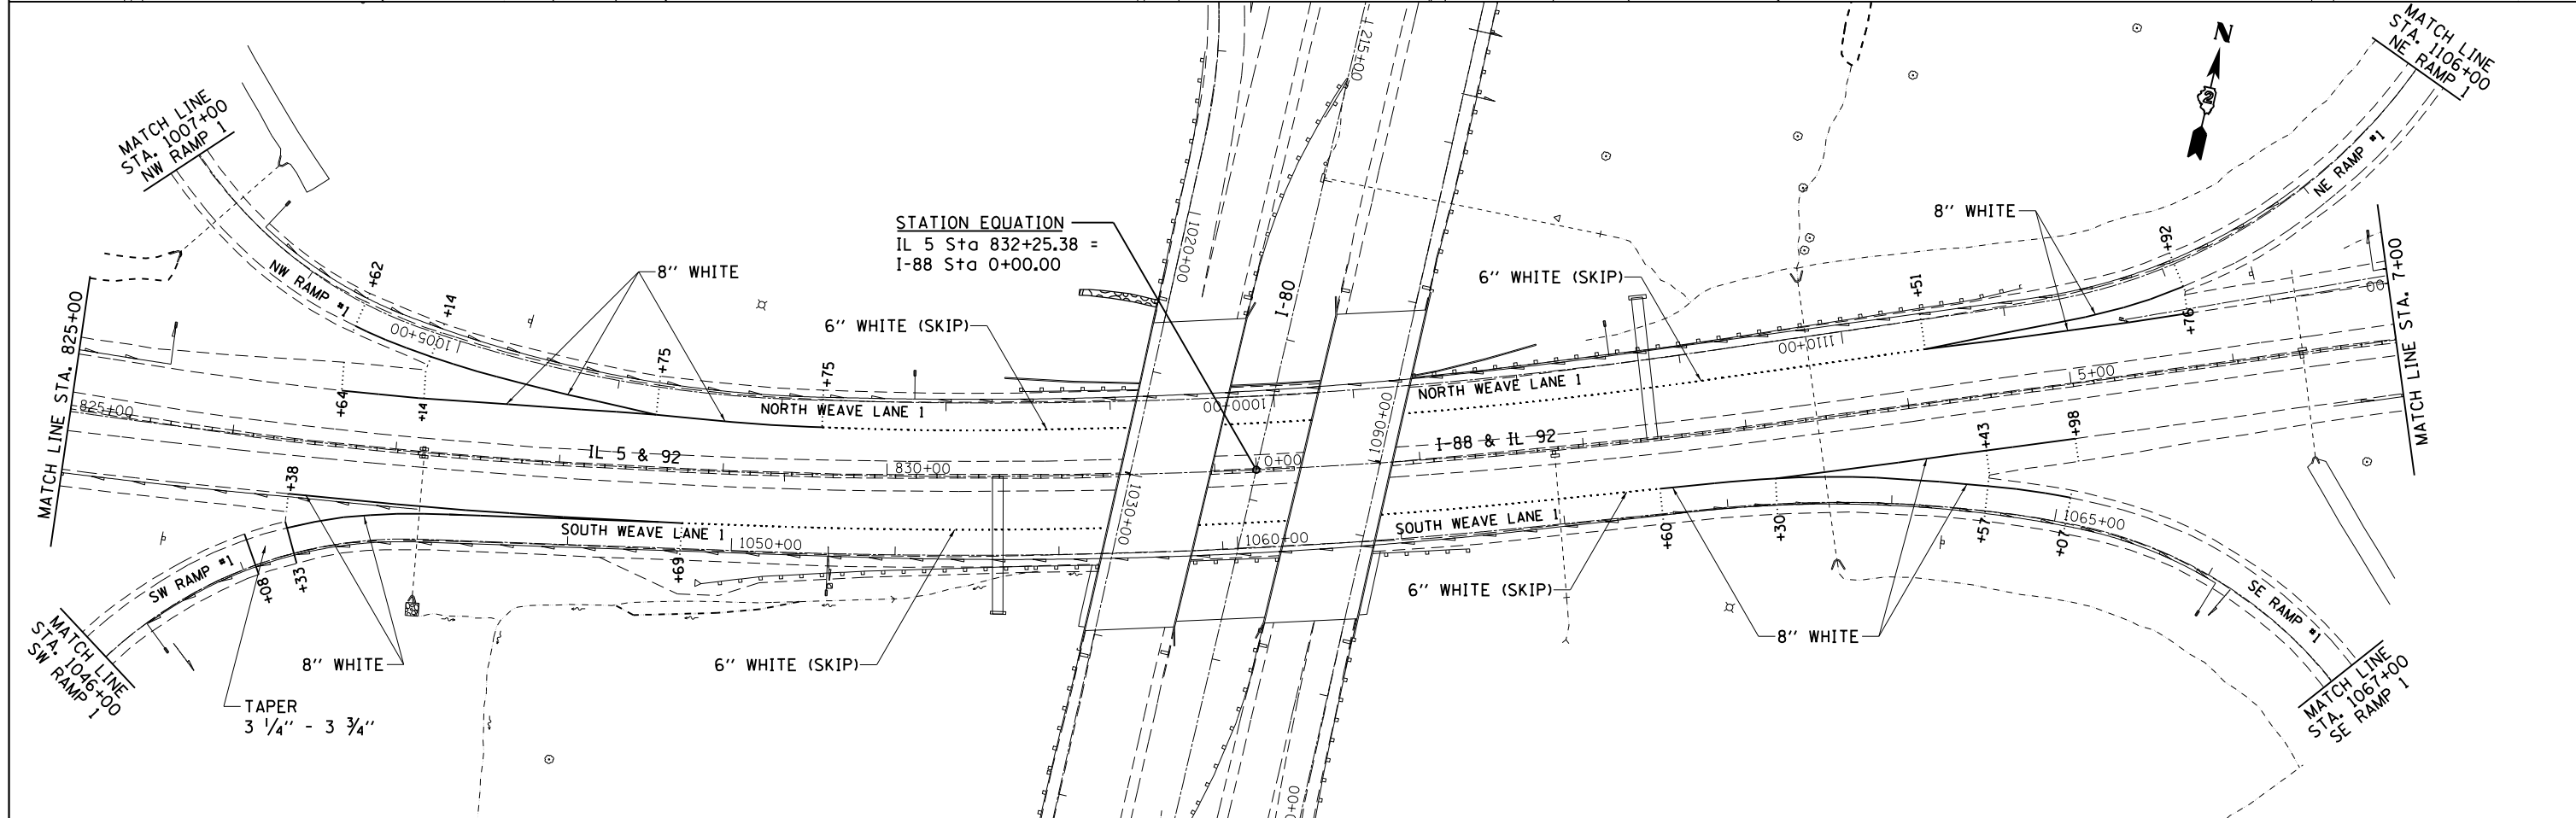 MATCH LINE
STA. 1007+00
NW RAMP 1
MATCH LINE
STA. 1106+00
NE RAMP 1
N
2
215+00
1020+00
I-80
STATION EQUATION
IL 5 Sta 832+25.38 =
I-88 Sta 0+00.00
8" WHITE
6" WHITE (SKIP)
6" WHITE (SKIP)
8" WHITE
NW RAMP #1
+62
+14
1005+00
+75
+75
+64
+14
NORTH WEAVE LANE 1
1000+00
NORTH WEAVE LANE 1
1110+00
+51
+92
+76
NE RAMP #1
00
MATCH LINE STA. 7+00
MATCH LINE STA. 825+00
825+00
IL 5 & 92
830+00
0+00
1090+00
I-88 & IL 92
5+00
+43
+98
+38
SOUTH WEAVE LANE 1
1050+00
1030+00
1060+00
SOUTH WEAVE LANE 1
+60
+30
+57
+07
1065+00
SW RAMP #1
+80
+33
+69
6" WHITE (SKIP)
6" WHITE (SKIP)
8" WHITE
8" WHITE
SE RAMP #1
MATCH LINE
STA. 1046+00
SW RAMP 1
TAPER
3 1/4" - 3 3/4"
MATCH LINE
STA. 1067+00
SE RAMP 1
+00